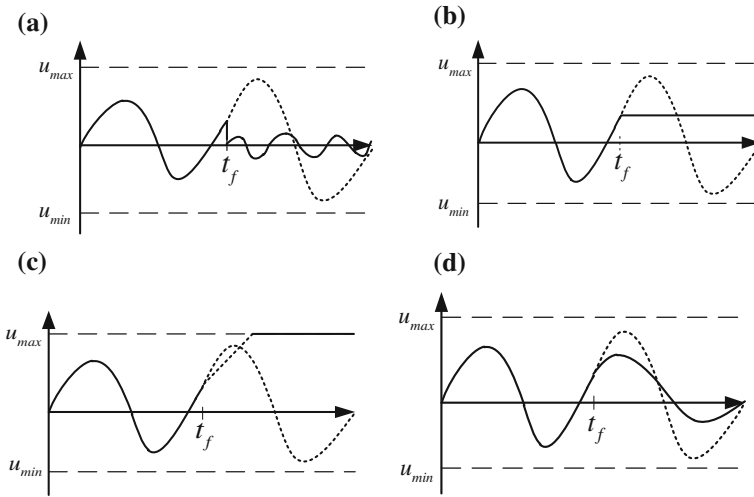 (a)
u_max
t_f
u_min
(b)
u_max
t_f
u_min
(c)
u_max
t_f
u_min
(d)
u_max
t_f
u_min